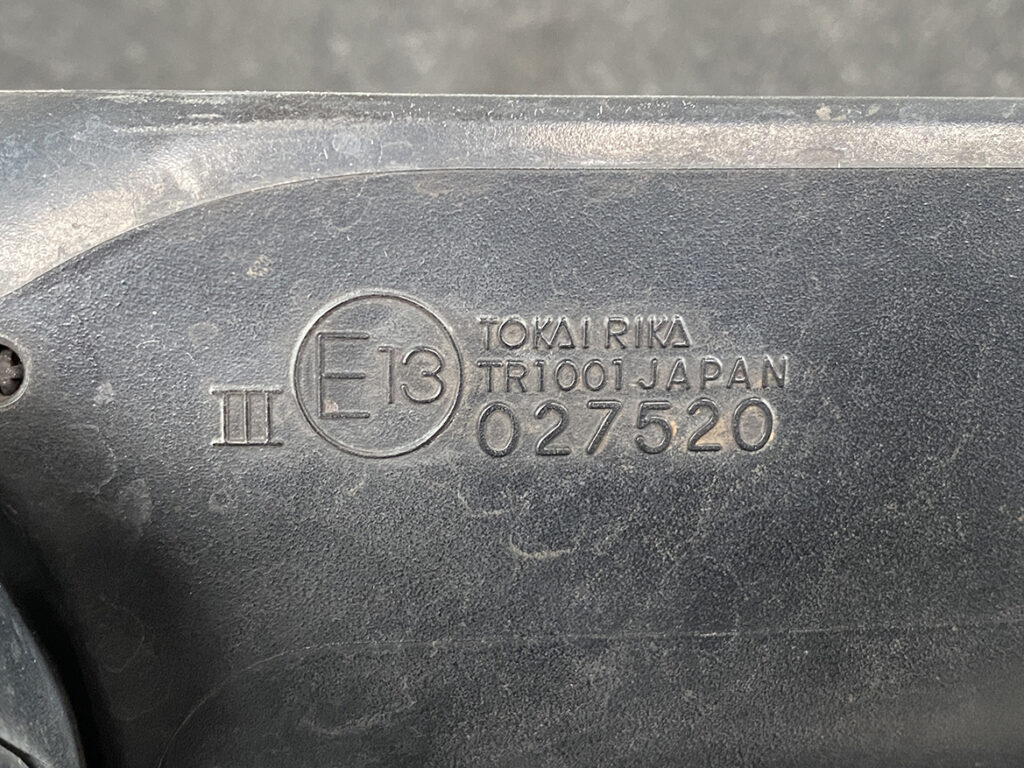 III E13
TOKAI RIKA
TR1001 JAPAN
027520